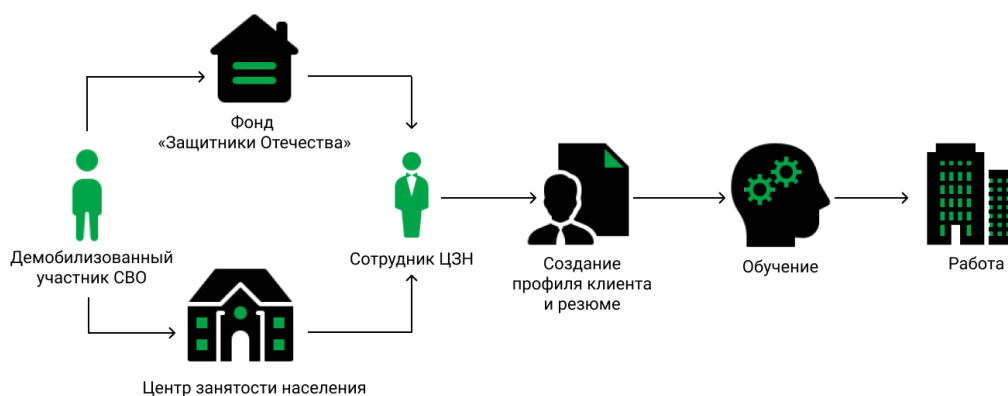 Фонд
«Защитники Отечества»
Демобилизованный
участник СВО
Сотрудник ЦЗН
Создание
профиля клиента
и резюме
Обучение
Работа
Центр занятости населения